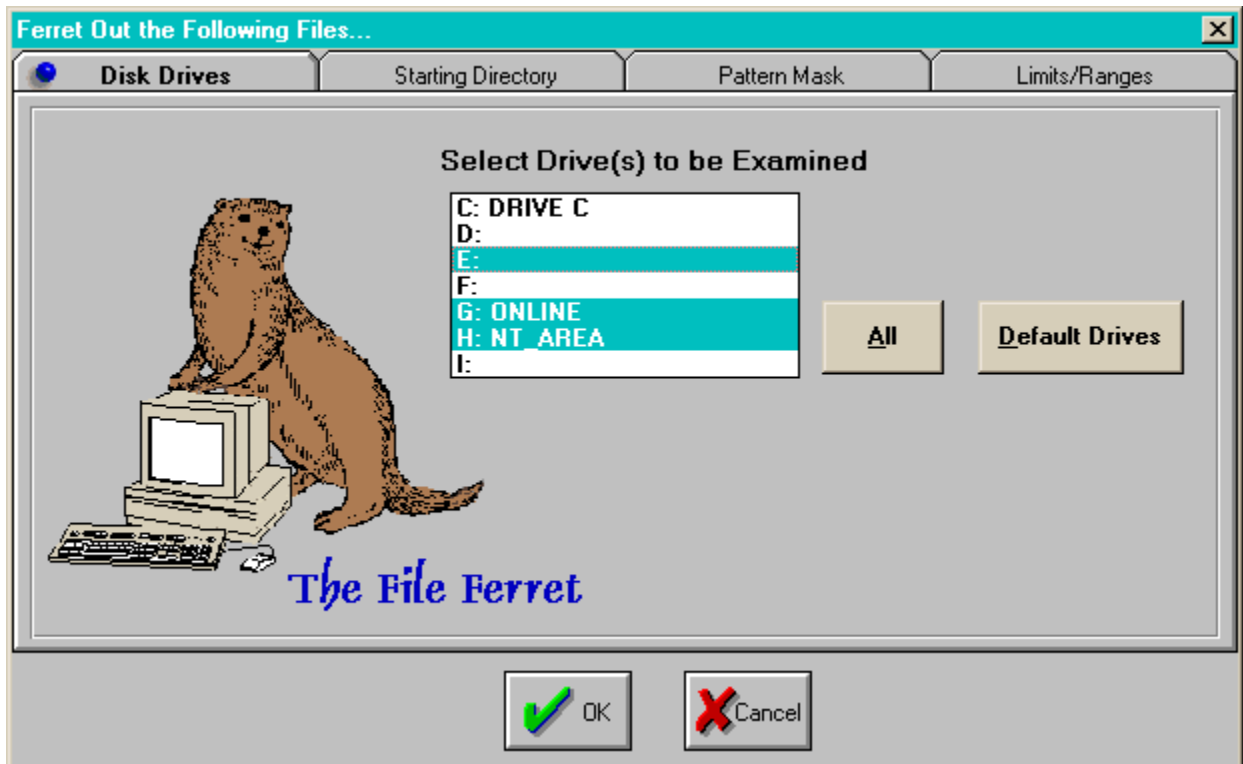 Ferret Out the Following Files...
Disk Drives
Starting Directory
Pattern Mask
Limits/Ranges
Select Drive(s) to be Examined
C: DRIVE C
D:
E:
F:
G: ONLINE
H: NT_AREA
I:
All
Default Drives
The File Ferret
OK
Cancel